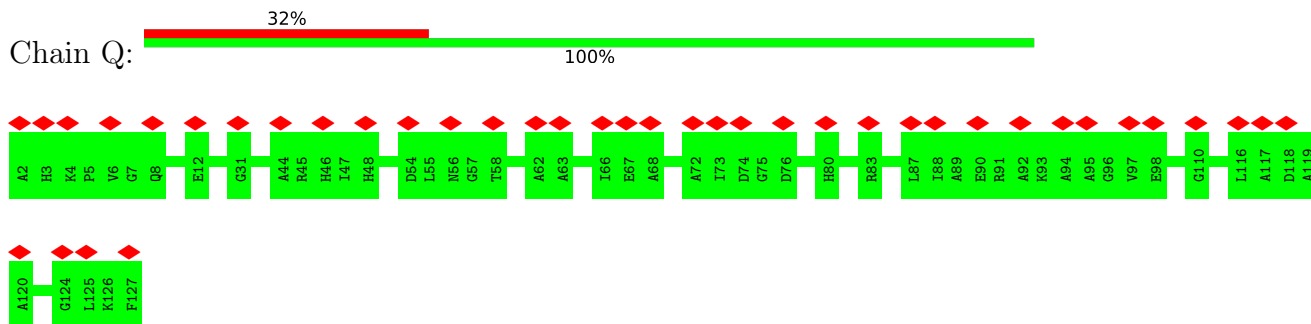 32%
Chain Q:
100%
A2 H3 K4 P5 V6 G7 Q8 E12 G31 A44 R45 H46 I47 H48 D54 L55 N56 G57 T58 A62 A63 I66 E67 A68 A72 I73 D74 G75 D76 H80 R83 L87 I88 A89 E90 R91 A92 K93 A94 A95 G96 V97 E98 G110 L116 A117 D118 A119
A120 G124 L125 K126 F127